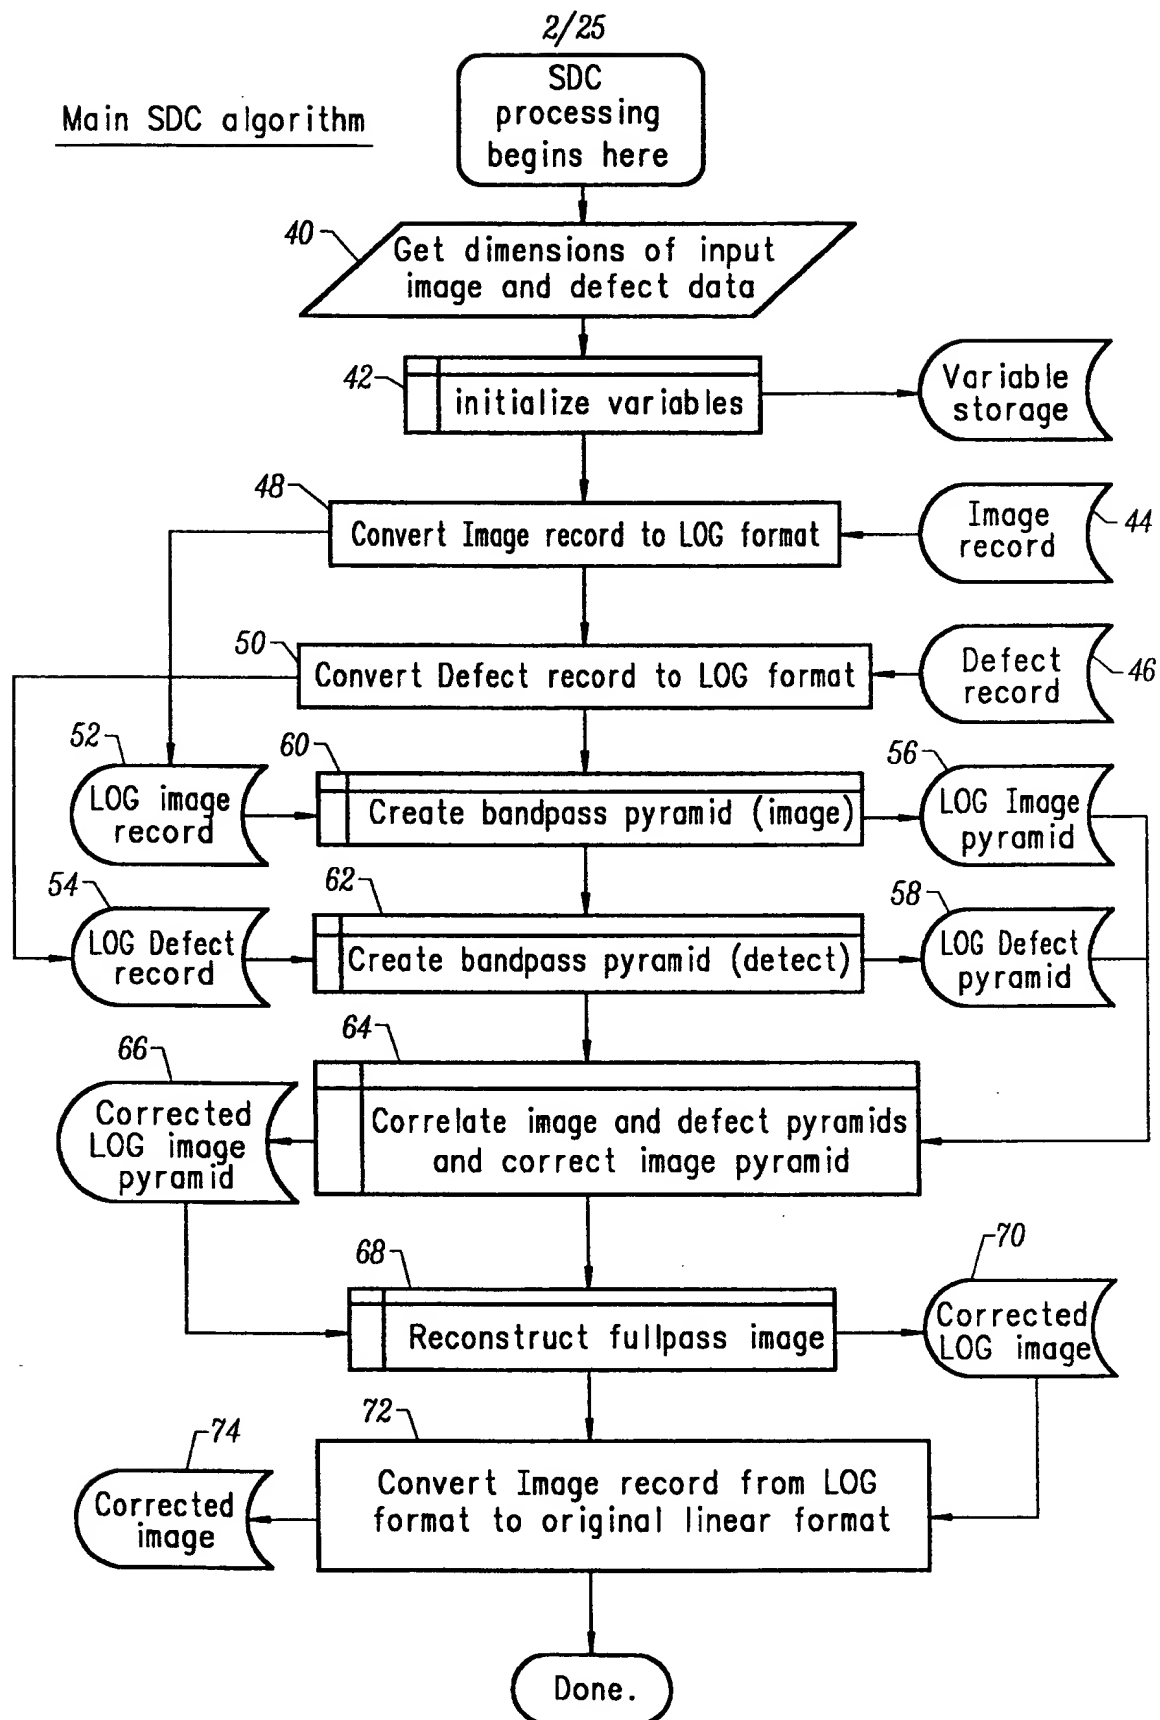 2/25
Main SDC algorithm
SDC
processing
begins here
40
Get dimensions of input
image and defect data
42
initialize variables
Variable
storage
48
Convert Image record to LOG format
Image
record
44
50
Convert Defect record to LOG format
Defect
record
46
52
LOG image
record
60
Create bandpass pyramid (image)
56
LOG Image
pyramid
54
LOG Defect
record
62
Create bandpass pyramid (detect)
58
LOG Defect
pyramid
64
Correlate image and defect pyramids
and correct image pyramid
66
Corrected
LOG image
pyramid
68
Reconstruct fullpass image
70
Corrected
LOG image
72
Convert Image record from LOG
format to original linear format
74
Corrected
image
Done.